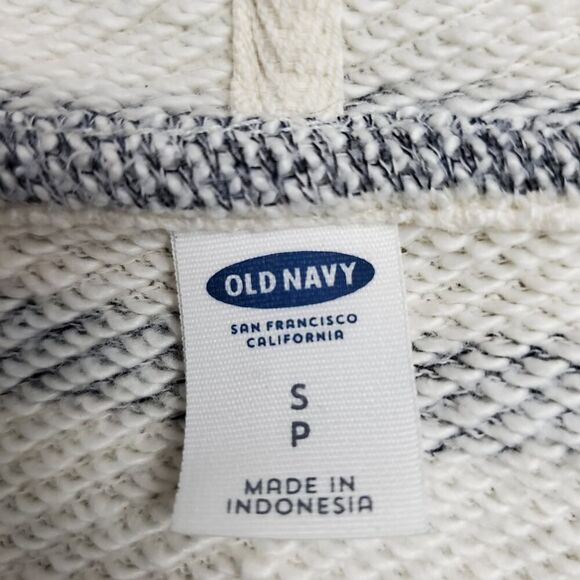 OLD NAVY
SAN FRANCISCO
CALIFORNIA
S
P
MADE IN
INDONESIA